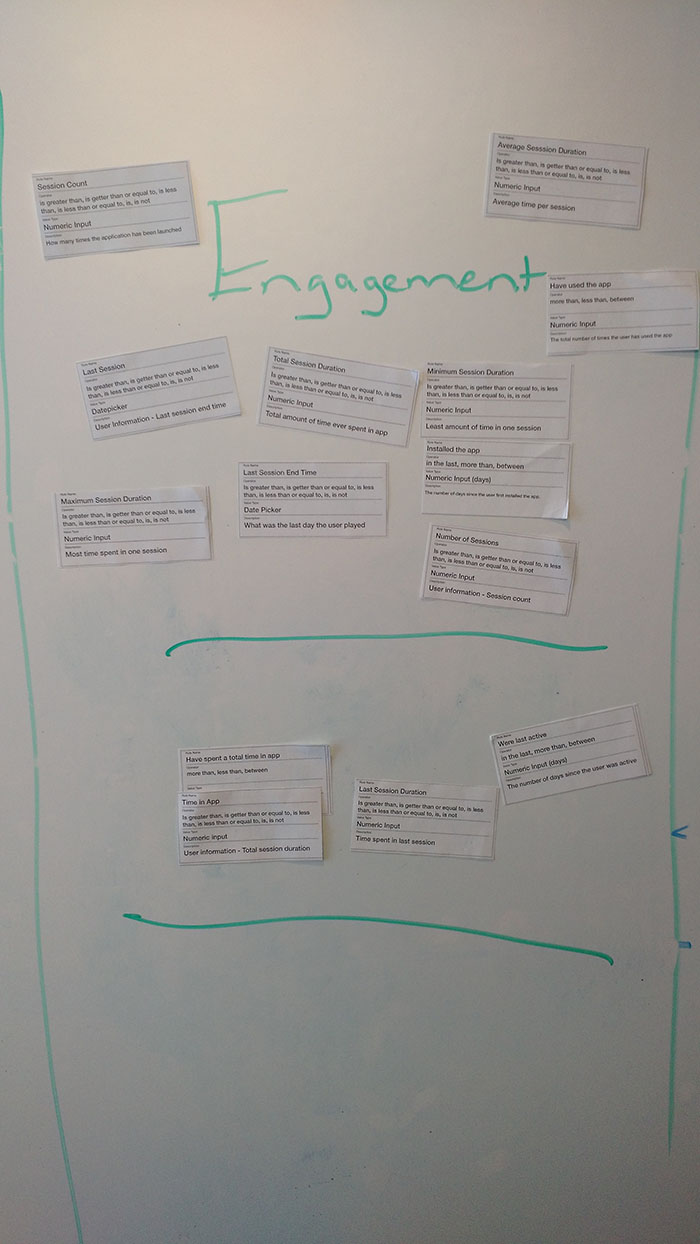 Rule Name
Session Count
Operator
Is greater than, is getter than or equal to, is less
than, is less than or equal to, is, is not
Value Type
Numeric Input
Description
How many times the application has been launched
Rule Name
Average Sesssion Duration
Operator
Is greater than, is getter than or equal to, is less
than, is less than or equal to, is, is not
Value Type
Numeric Input
Description
Average time per session
Engagement
Rule Name
Have used the app
Operator
more than, less than, between
Value Type
Numeric Input
Description
The total number of times the user has used the app
Rule Name
Last Session
Operator
Is greater than, is getter than or equal to, is less
than, is less than or equal to, is, is not
Value Type
Datepicker
Description
User Information - Last session end time
Rule Name
Total Session Duration
Operator
Is greater than, is getter than or equal to, is less
than, is less than or equal to, is, is not
Value Type
Numeric Input
Description
Total amount of time ever spent in app
Rule Name
Minimum Session Duration
Operator
Is greater than, is getter than or equal to, is less
than, is less than or equal to, is, is not
Value Type
Numeric Input
Description
Least amount of time in one session
Rule Name
Installed the app
Operator
in the last, more than, between
Value Type
Numeric Input (days)
Description
The number of days since the user first installed the app.
Rule Name
Last Session End Time
Operator
Is greater than, is getter than or equal to, is less
than, is less than or equal to, is, is not
Value Type
Date Picker
Description
What was the last day the user played
Rule Name
Maximum Session Duration
Operator
Is greater than, is getter than or equal to, is less
than, is less than or equal to, is, is not
Value Type
Numeric Input
Description
Most time spent in one session
Rule Name
Number of Sessions
Operator
Is greater than, is getter than or equal to, is less
than, is less than or equal to, is, is not
Value Type
Numeric Input
Description
User information - Session count
Rule Name
Have spent a total time in app
Operator
more than, less than, between
Rule Name
Time in App
Operator
Is greater than, is getter than or equal to, is less
than, is less than or equal to, is, is not
Value Type
Numeric input
Description
User information - Total session duration
Rule Name
Last Session Duration
Operator
Is greater than, is getter than or equal to, is less
than, is less than or equal to, is, is not
Value Type
Numeric Input
Description
Time spent in last session
Rule Name
Were last active
Operator
in the last, more than, between
Value Type
Numeric Input (days)
Description
The number of days since the user was active